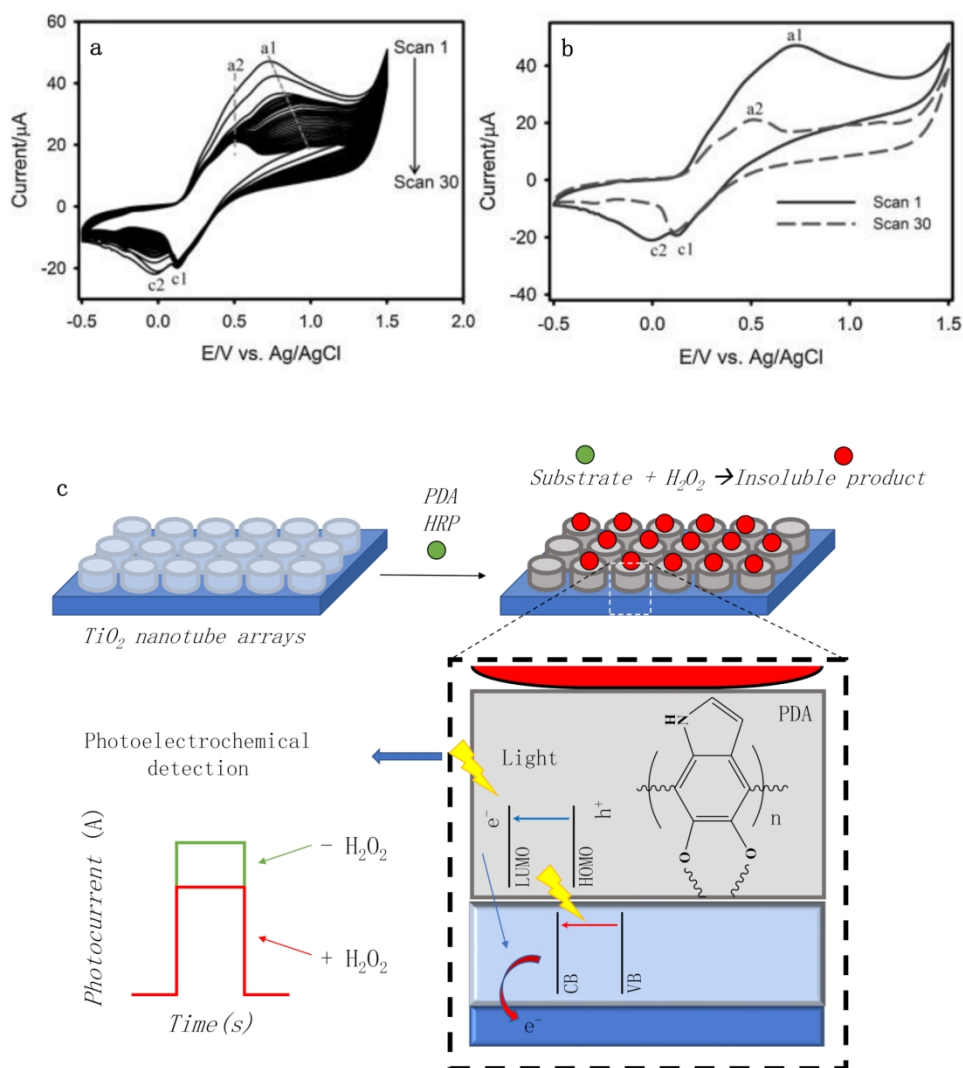 a
60
40
20
0
-20
Current/μA
a1
a2
Scan 1
Scan 30
c2
c1
-0.5
0.0
0.5
1.0
1.5
2.0
E/V vs. Ag/AgCl
b
60
40
20
0
-20
-40
Current/μA
a1
a2
Scan 1
Scan 30
c2
c1
-0.5
0.0
0.5
1.0
1.5
E/V vs. Ag/AgCl
c
PDA
HRP
Substrate + H₂O₂ →Insoluble product
TiO₂ nanotube arrays
Photoelectrochemical
detection
Photocurrent (A)
− H₂O₂
+ H₂O₂
Time(s)
PDA
H
N
n
O
O
Light
e⁻
LUMO
HOMO
h⁺
CB
VB
e⁻